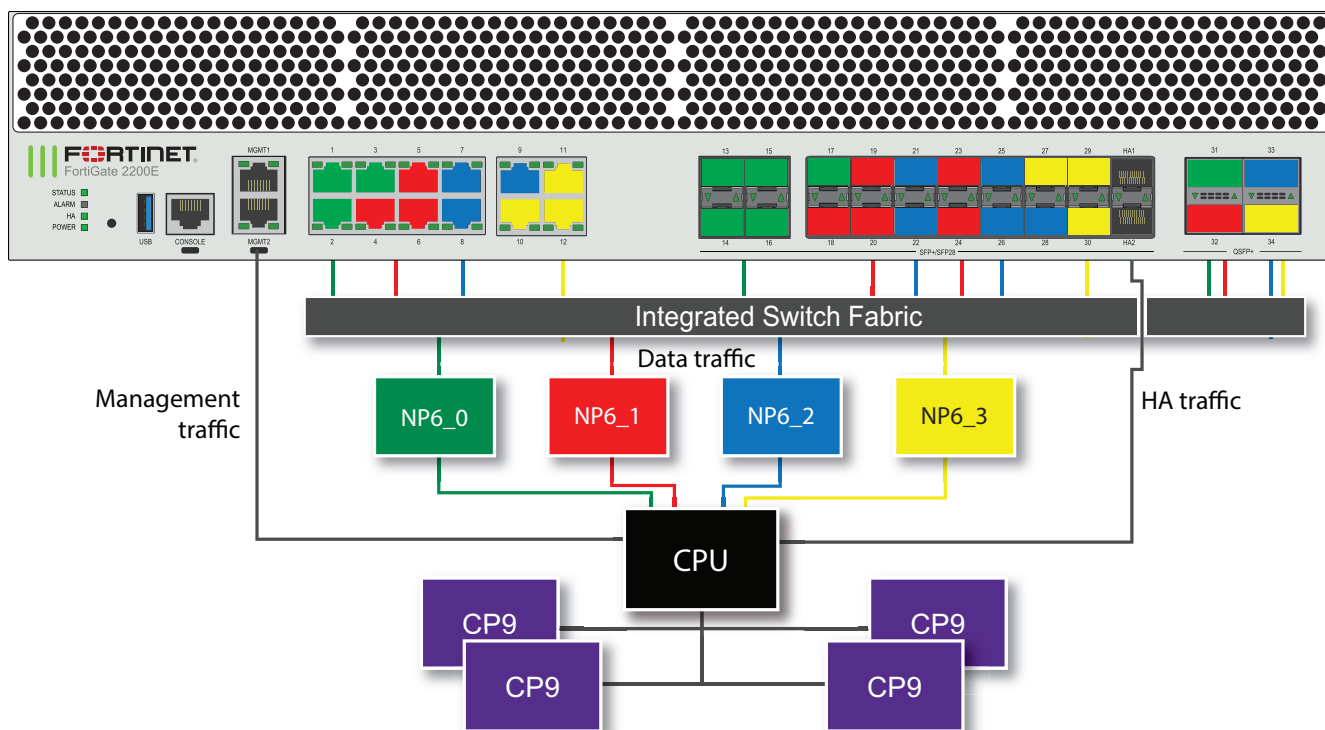 FORTINET
FortiGate 2200E
STATUS
ALARM
HA
POWER
USB
CONSOLE
MGMT1
MGMT2
1 3 5 7
2 4 6 8
9 11
10 12
13 15
14 16
17 19 21 23 25 27 29 HA1
18 20 22 24 26 28 30 HA2
SFP+/SFP28
31 33
32 34
QSFP+
Integrated Switch Fabric
Data traffic
Management
traffic
HA traffic
NP6_0
NP6_1
NP6_2
NP6_3
CPU
CP9
CP9
CP9
CP9